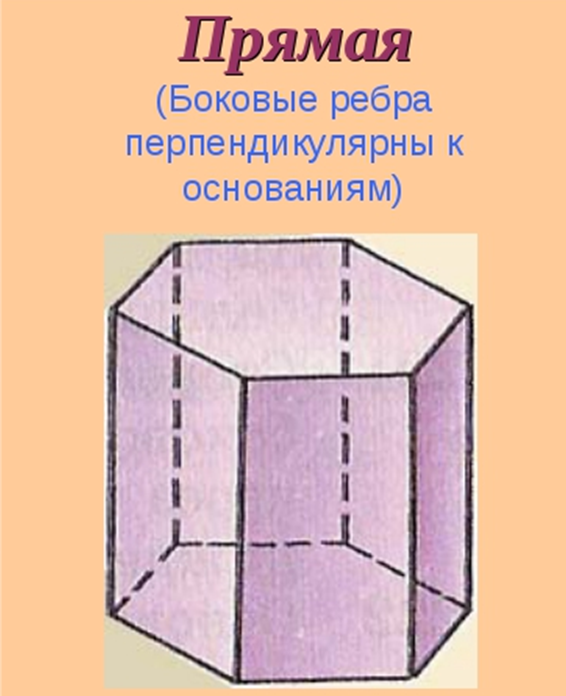 Прямая
(Боковые ребра
перпендикулярны к
основаниям)